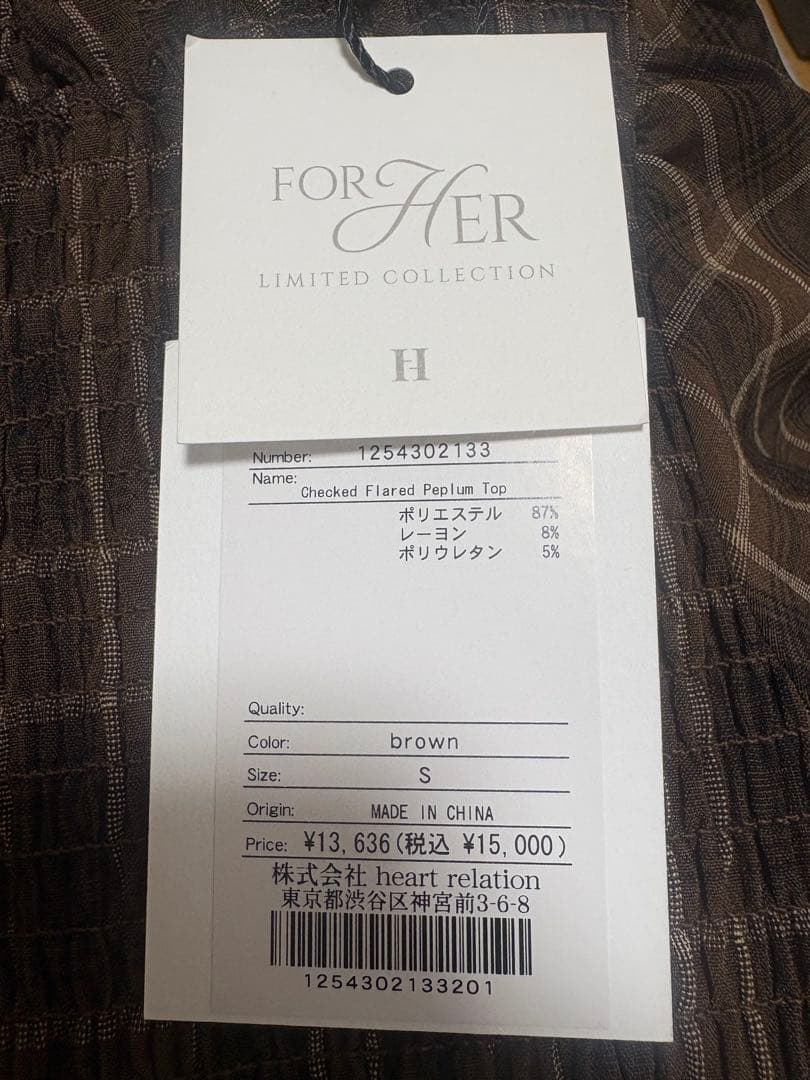 FOR HER
LIMITED COLLECTION
H
Number: 1254302133
Name: Checked Flared Peplum Top
ポリエステル 87%
レーヨン 8%
ポリウレタン 5%
Quality:
Color: brown
Size: S
Origin: MADE IN CHINA
Price: ¥13,636(税込 ¥15,000)
株式会社 heart relation
東京都渋谷区神宮前3-6-8
1254302133201